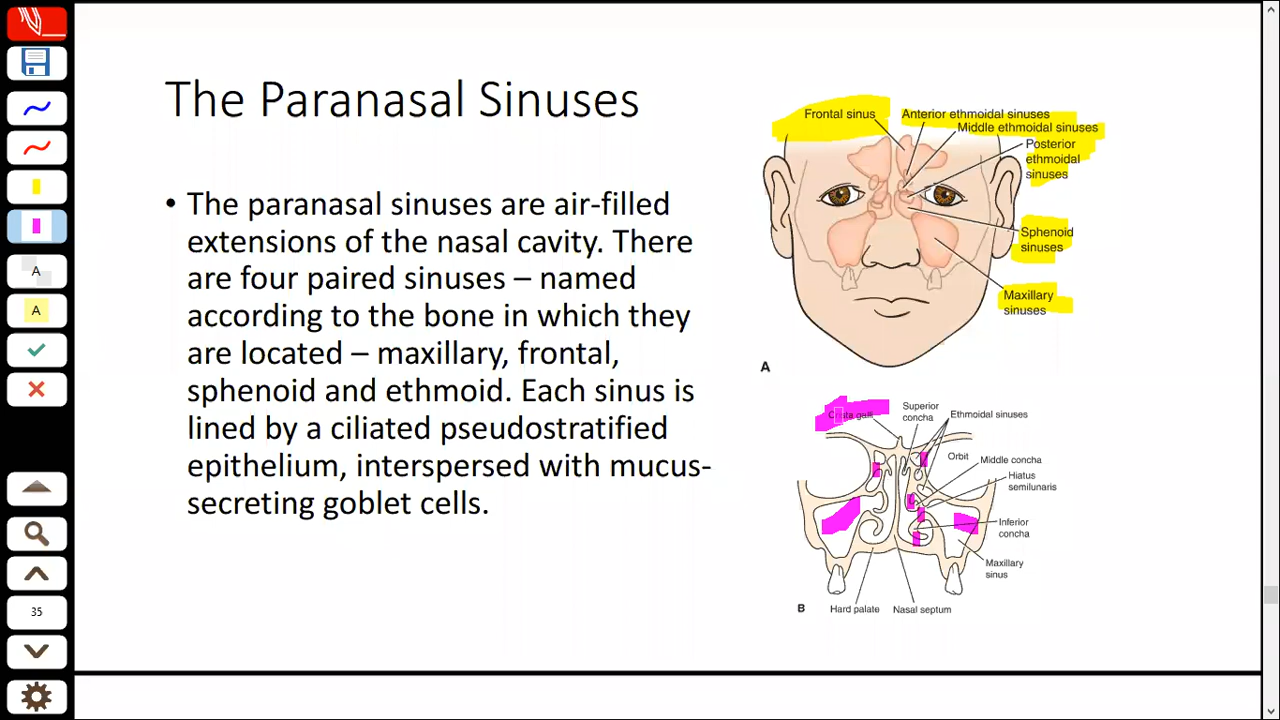 The Paranasal Sinuses
• The paranasal sinuses are air-filled
extensions of the nasal cavity. There
are four paired sinuses – named
according to the bone in which they
are located – maxillary, frontal,
sphenoid and ethmoid. Each sinus is
lined by a ciliated pseudostratified
epithelium, interspersed with mucus-
secreting goblet cells.
Frontal sinus
Anterior ethmoidal sinuses
Middle ethmoidal sinuses
Posterior
ethmoidal
sinuses
Sphenoid
sinuses
Maxillary
sinuses
A
galli
Superior
concha
Ethmoidal sinuses
Orbit
Middle concha
Hiatus
semilunaris
Inferior
concha
Maxillary
sinus
B
Hard palate
Nasal septum
A
A
35